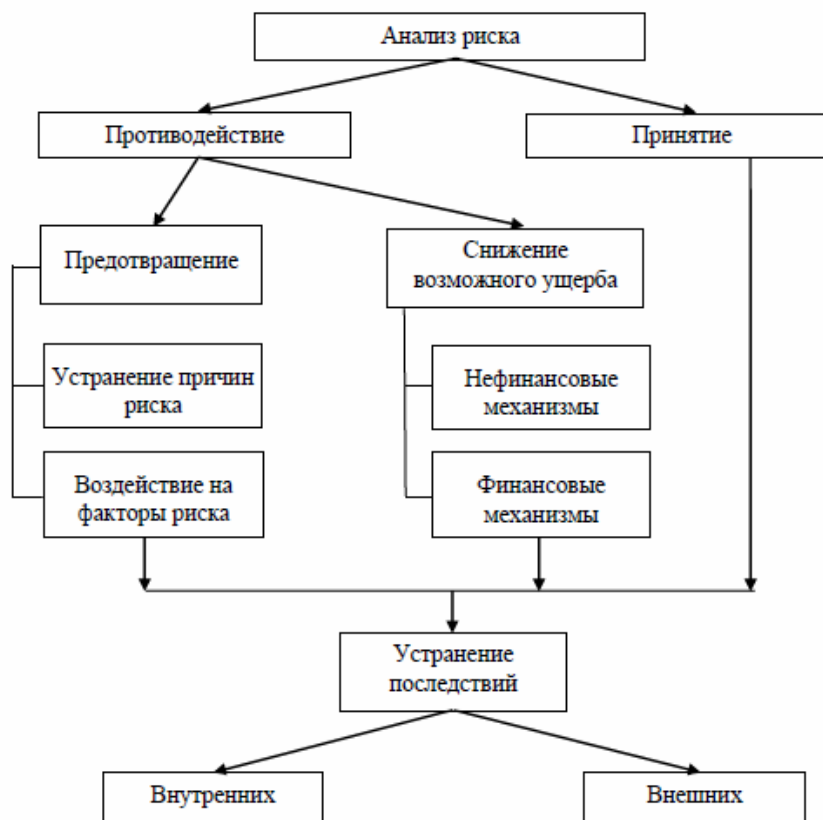 Анализ риска
Противодействие
Принятие
Предотвращение
Снижение
возможного ущерба
Устранение причин
риска
Нефинансовые
механизмы
Воздействие на
факторы риска
Финансовые
механизмы
Устранение
последствий
Внутренних
Внешних